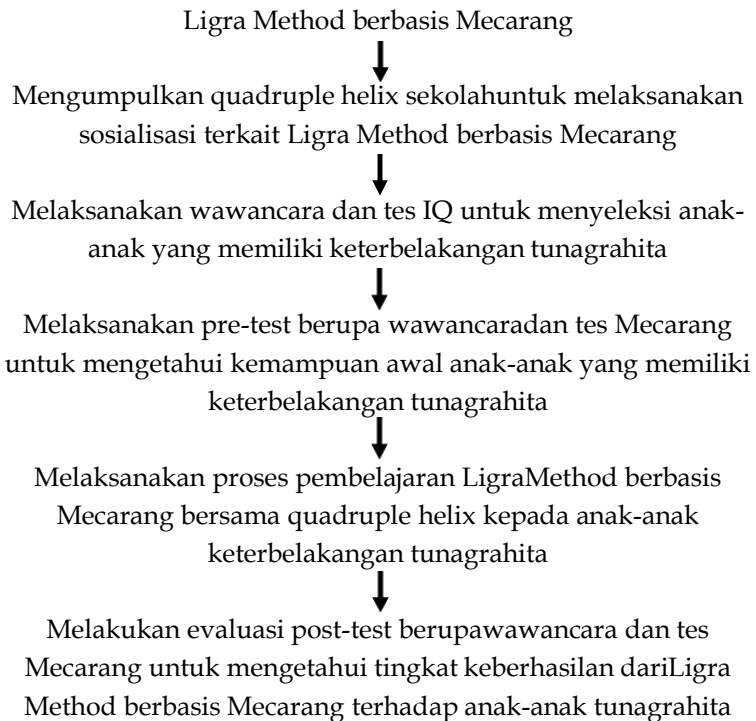 Ligra Method berbasis Mecarang
Mengumpulkan quadruple helix sekolahuntuk melaksanakan
sosialisasi terkait Ligra Method berbasis Mecarang
Melaksanakan wawancara dan tes IQ untuk menyeleksi anak-
anak yang memiliki keterbelakangan tunagrahita
Melaksanakan pre-test berupa wawancaradan tes Mecarang
untuk mengetahui kemampuan awal anak-anak yang memiliki
keterbelakangan tunagrahita
Melaksanakan proses pembelajaran LigraMethod berbasis
Mecarang bersama quadruple helix kepada anak-anak
keterbelakangan tunagrahita
Melakukan evaluasi post-test berupawawancara dan tes
Mecarang untuk mengetahui tingkat keberhasilan dariLigra
Method berbasis Mecarang terhadap anak-anak tunagrahita